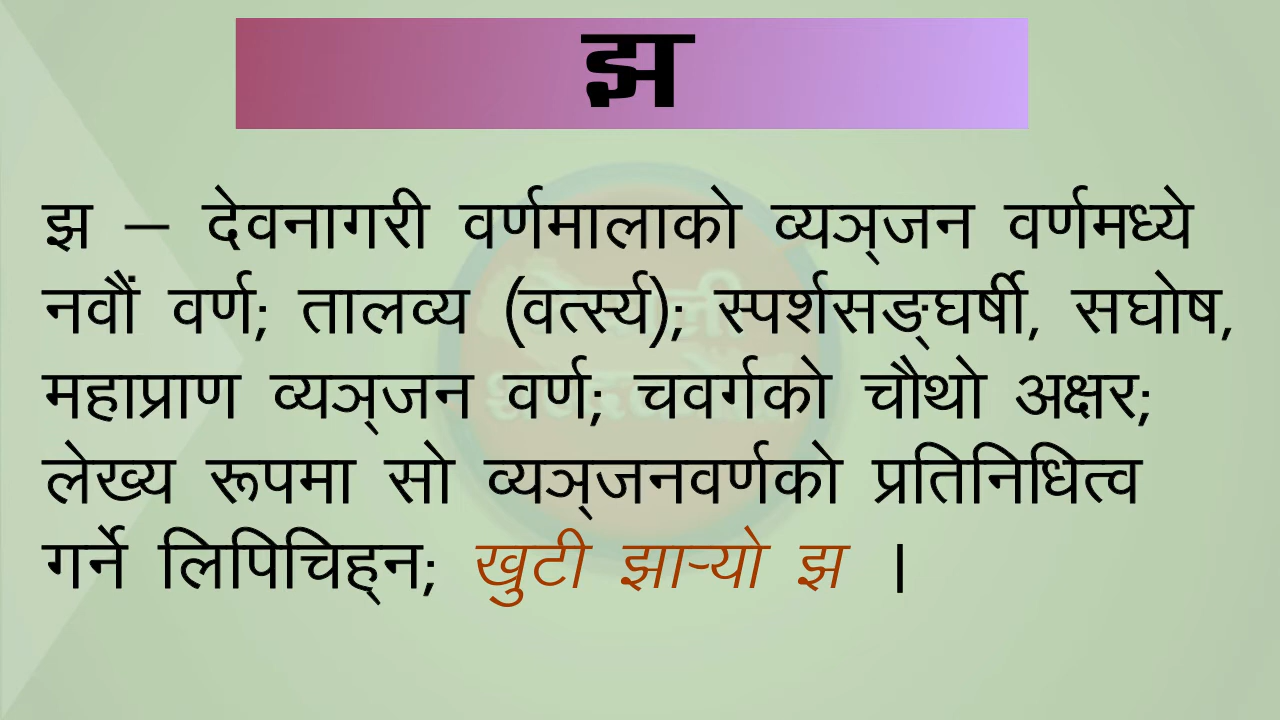 झ
झ – देवनागरी वर्णमालाको व्यञ्‌जन वर्णमध्ये
नवौं वर्ण; तालव्य (वर्त्स्य); स्पर्शसङ्‌घर्षी, सघोष,
महाप्राण व्यञ्‌जन वर्ण; चवर्गको चौथो अक्षर;
लेख्य रूपमा सो व्यञ्‌जनवर्णको प्रतिनिधित्व
गर्ने लिपिचिह्‌न; खुटी झार्‍यो झ ।